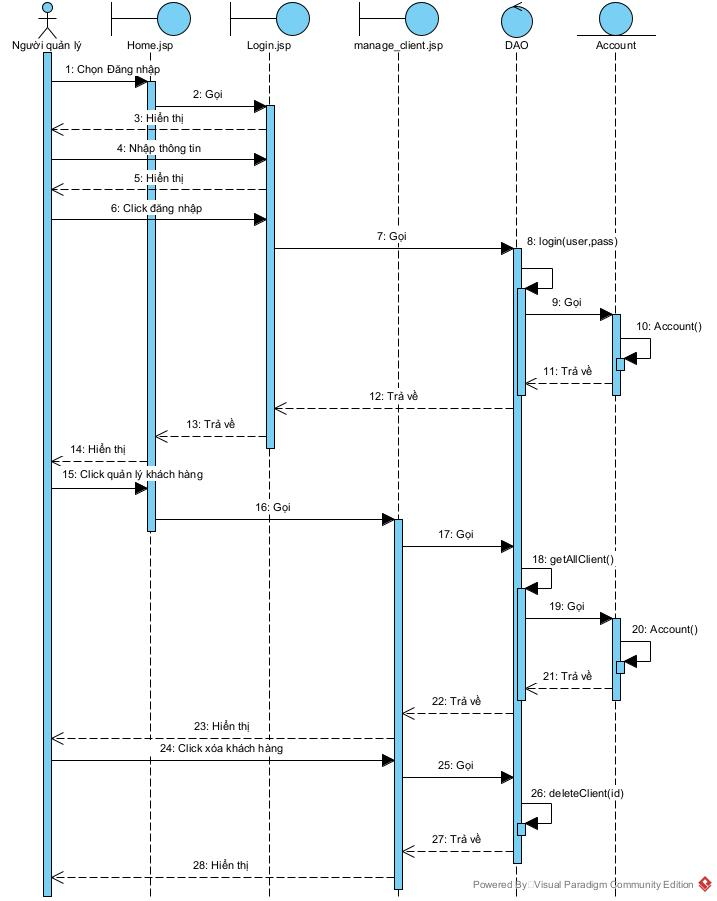 Người quản lý
Home.jsp
Login.jsp
manage_client.jsp
DAO
Account
1: Chọn Đăng nhập
2: Gọi
3: Hiển thị
4: Nhập thông tin
5: Hiển thị
6: Click đăng nhập
7: Gọi
8: login(user,pass)
9: Gọi
10: Account()
11: Trả về
12: Trả về
13: Trả về
14: Hiển thị
15: Click quản lý khách hàng
16: Gọi
17: Gọi
18: getAllClient()
19: Gọi
20: Account()
21: Trả về
22: Trả về
23: Hiển thị
24: Click xóa khách hàng
25: Gọi
26: deleteClient(id)
27: Trả về
28: Hiển thị
Powered By Visual Paradigm Community Edition